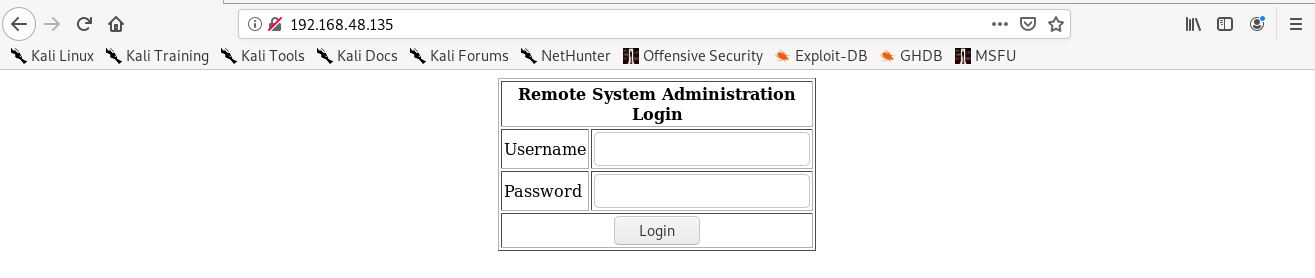 192.168.48.135
Kali Linux Kali Training Kali Tools Kali Docs Kali Forums NetHunter Offensive Security Exploit-DB GHDB MSFU
Remote System Administration
Login
Username
Password
Login